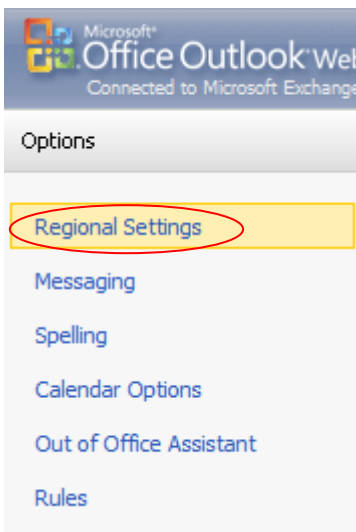 Microsoft®
Office Outlook Web
Connected to Microsoft Exchange
Options
Regional Settings
Messaging
Spelling
Calendar Options
Out of Office Assistant
Rules